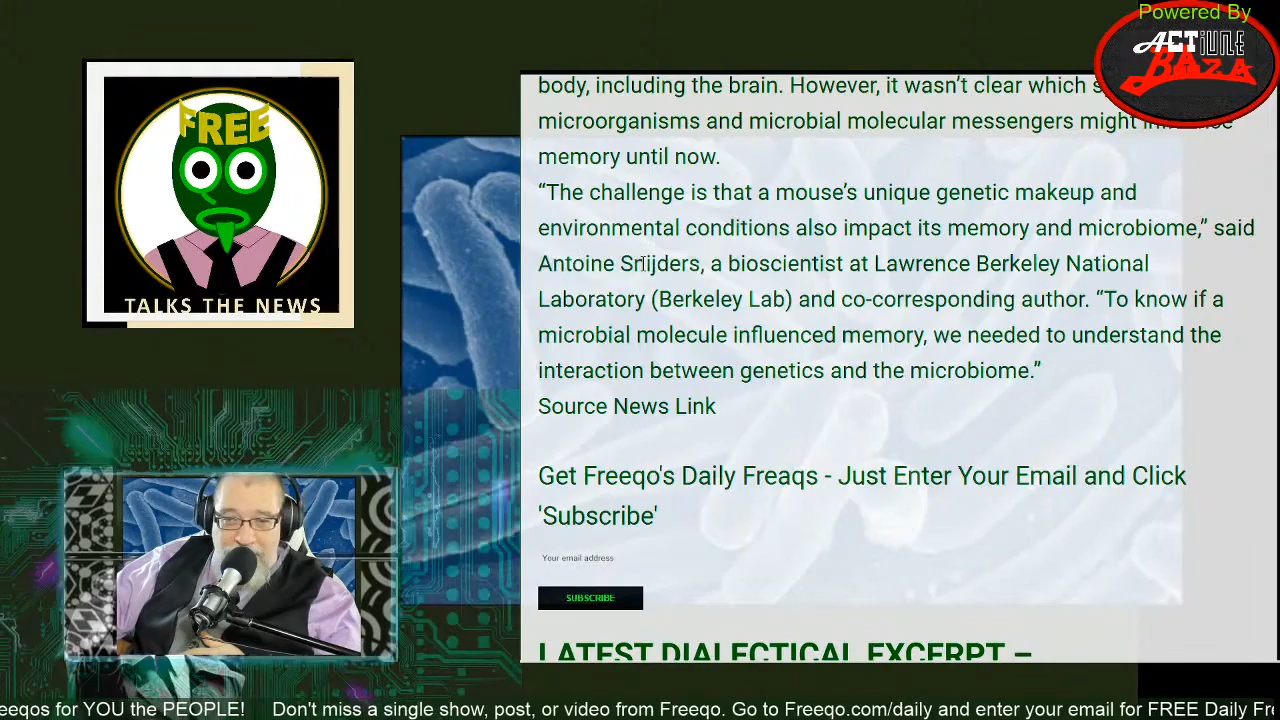 Powered By
ACTiUNE
BAZA
FREE
TALKS THE NEWS
body, including the brain. However, it wasn’t clear which
microorganisms and microbial molecular messengers might
memory until now.
“The challenge is that a mouse’s unique genetic makeup and
environmental conditions also impact its memory and microbiome,” said
Antoine Snijders, a bioscientist at Lawrence Berkeley National
Laboratory (Berkeley Lab) and co-corresponding author. “To know if a
microbial molecule influenced memory, we needed to understand the
interaction between genetics and the microbiome.”
Source News Link
Get Freeqo's Daily Freaqs - Just Enter Your Email and Click
'Subscribe'
Your email address
SUBSCRIBE
LATEST DIALECTICAL EXCERPT –
eeqos for YOU the PEOPLE! Don't miss a single show, post, or video from Freeqo. Go to Freeqo.com/daily and enter your email for FREE Daily Fr